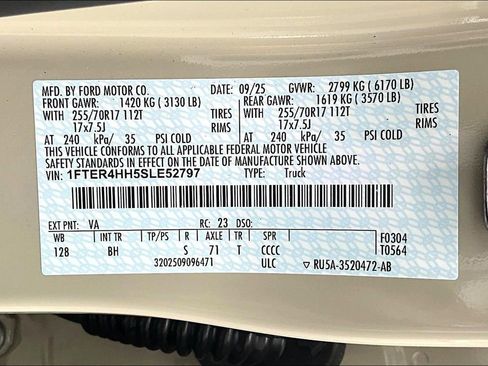 MFD. BY FORD MOTOR CO. DATE: 09/25 GVWR: 2799 KG ( 6170 LB)
FRONT GAWR: 1420 KG ( 3130 LB) REAR GAWR: 1619 KG ( 3570 LB)
WITH 255/70R17 112T TIRES WITH 255/70R17 112T TIRES
17x7.5J RIMS 17x7.5J RIMS
AT 240 kPa/ 35 PSI COLD AT 240 kPa/ 35 PSI COLD
THIS VEHICLE CONFORMS TO ALL APPLICABLE FEDERAL MOTOR VEHICLE
SAFETY STANDARDS IN EFFECT ON THE DATE OF MANUFACTURE SHOWN ABOVE.
VIN: 1FTER4HH5SLE52797 TYPE: Truck
EXT PNT: VA RC: 23 DSO:
WB INT TR TP/PS R AXLE TR SPR F0304
128 BH S 71 T CCCC T0564
3202509096471 ULC RU5A-3520472-AB